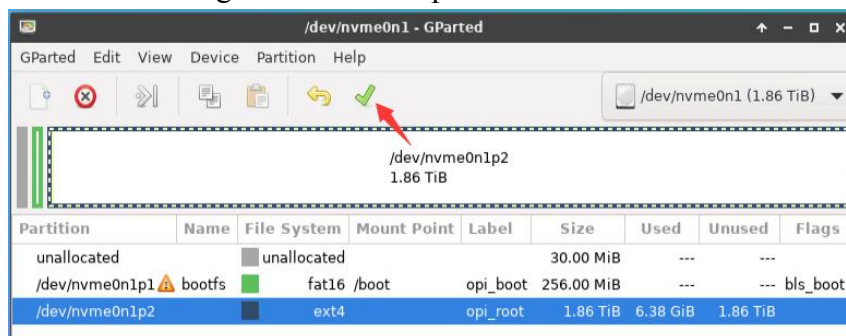 /dev/nvme0n1 - GParted
GParted Edit View Device Partition Help
/dev/nvme0n1 (1.86 TiB)
/dev/nvme0n1p2
1.86 TiB
Partition Name File System Mount Point Label Size Used Unused Flags
unallocated unallocated 30.00 MiB --- ---
/dev/nvme0n1p1 bootfs fat16 /boot opi_boot 256.00 MiB --- --- bls_boot
/dev/nvme0n1p2 ext4 opi_root 1.86 TiB 6.38 GiB 1.86 TiB